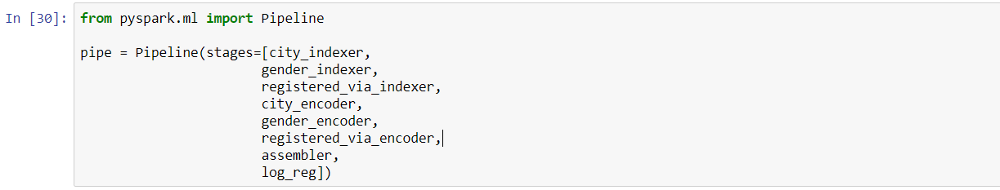 In [30]: from pyspark.ml import Pipeline
pipe = Pipeline(stages=[city_indexer,
gender_indexer,
registered_via_indexer,
city_encoder,
gender_encoder,
registered_via_encoder,
assembler,
log_reg])